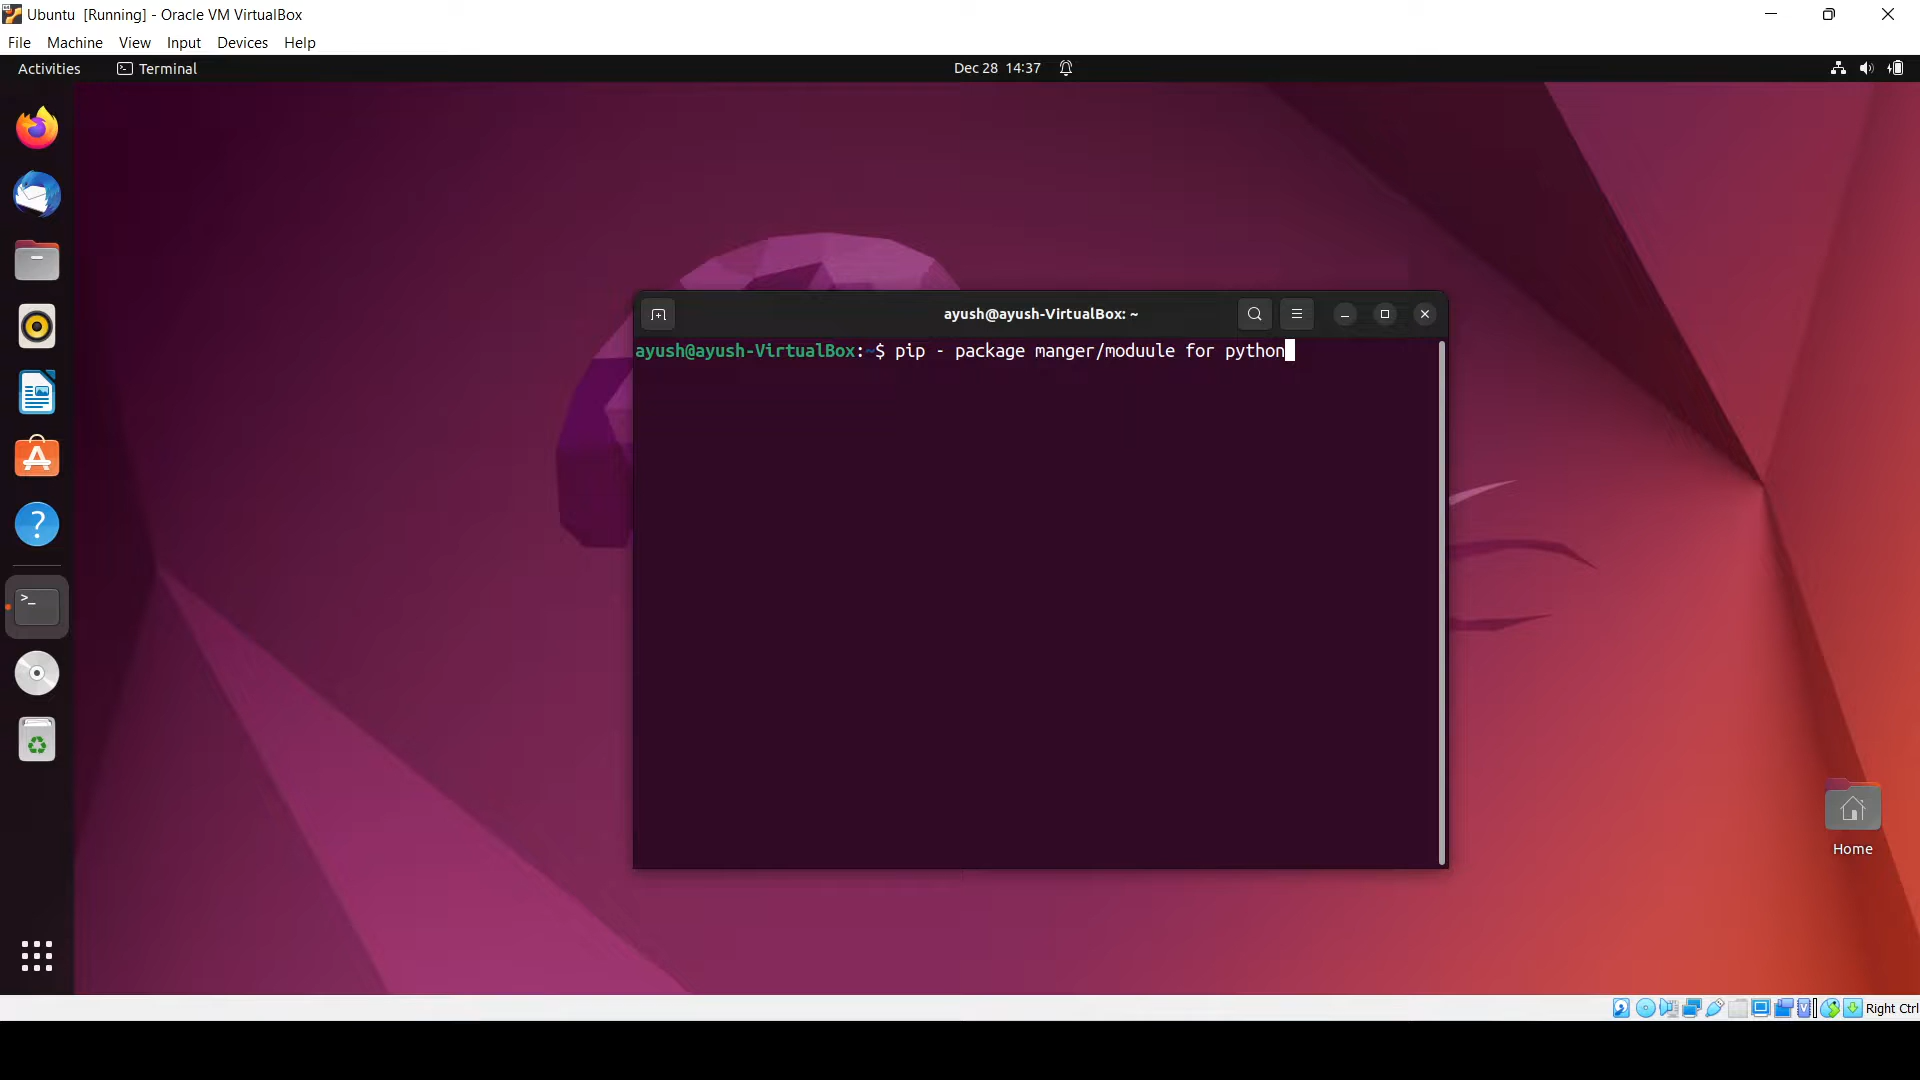 Ubuntu [Running] - Oracle VM VirtualBox
File Machine View Input Devices Help
Activities Terminal Dec 28 14:37
ayush@ayush-VirtualBox: ~
ayush@ayush-VirtualBox:~$ pip - package manger/moduule for python
Home
Right Ctrl